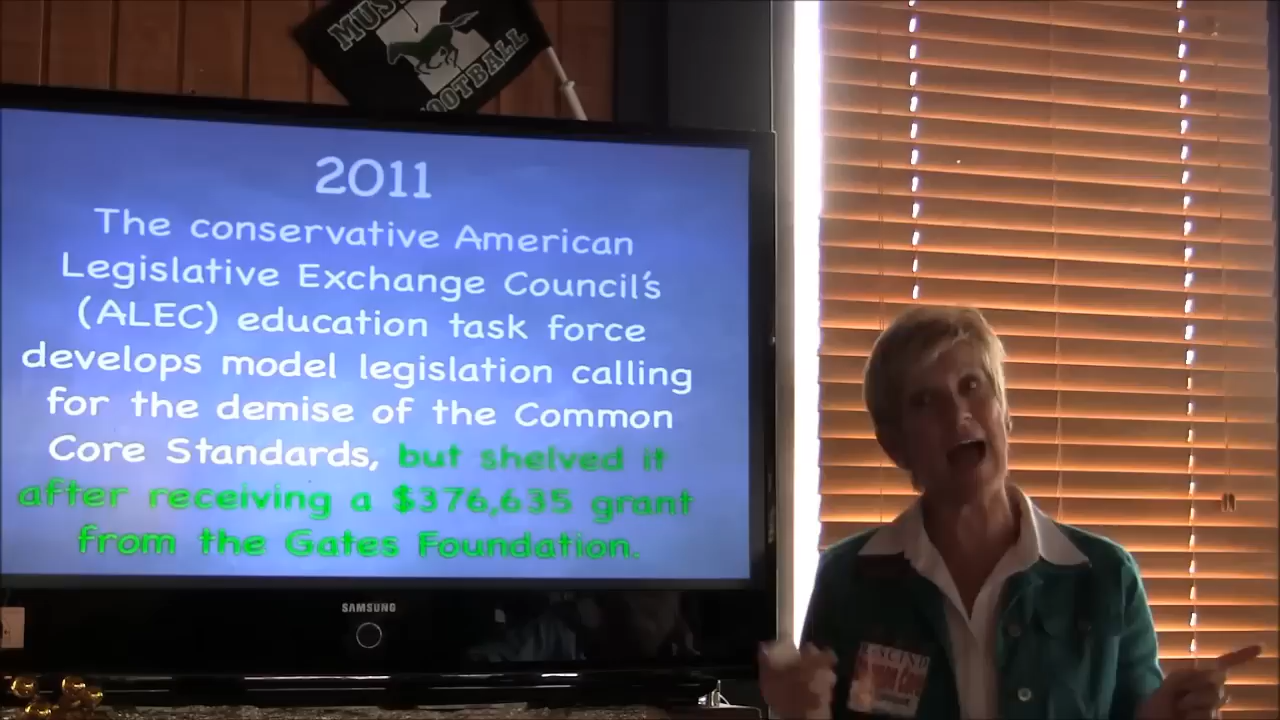 FOOTBALL
2011
The conservative American
Legislative Exchange Council's
(ALEC) education task force
develops model legislation calling
for the demise of the Common
Core Standards, but shelved it
after receiving a $376,635 grant
from the Gates Foundation.
SAMSUNG